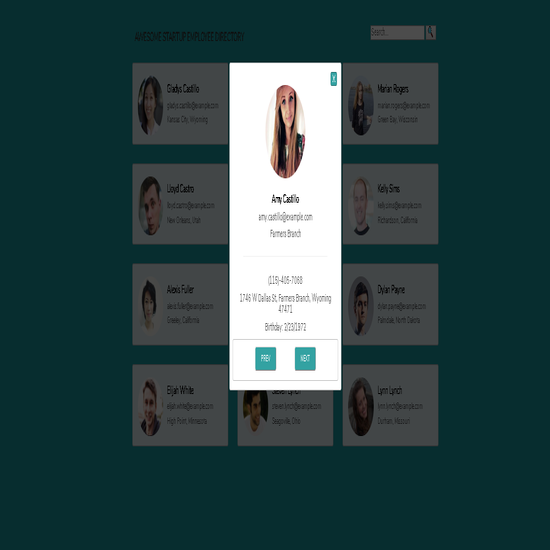 AWESOME STARTUP EMPLOYEE DIRECTORY
Search...
Gladys Castillo
gladys.castillo@example.com
Kansas City, Wyoming
X
Amy Castillo
amy.castillo@example.com
Farmers Branch
(115)-405-7068
1746 W Dallas St, Farmers Branch, Wyoming
47471
Birthday: 2/23/1972
PREV
NEXT
Marian Rogers
marian.rogers@example.com
Green Bay, Wisconsin
Lloyd Castro
lloyd.castro@example.com
New Orleans, Utah
Kelly Sims
kelly.sims@example.com
Richardson, California
Alexis Fuller
alexis.fuller@example.com
Greeley, California
Dylan Payne
dylan.payne@example.com
North Dakota
Elijah White
elijah.white@example.com
High Point, Minnesota
Steven Lynch
steven.lynch@example.com
Seagoville, Ohio
Lynn Lynch
lynn.lynch@example.com
Durham, Missouri